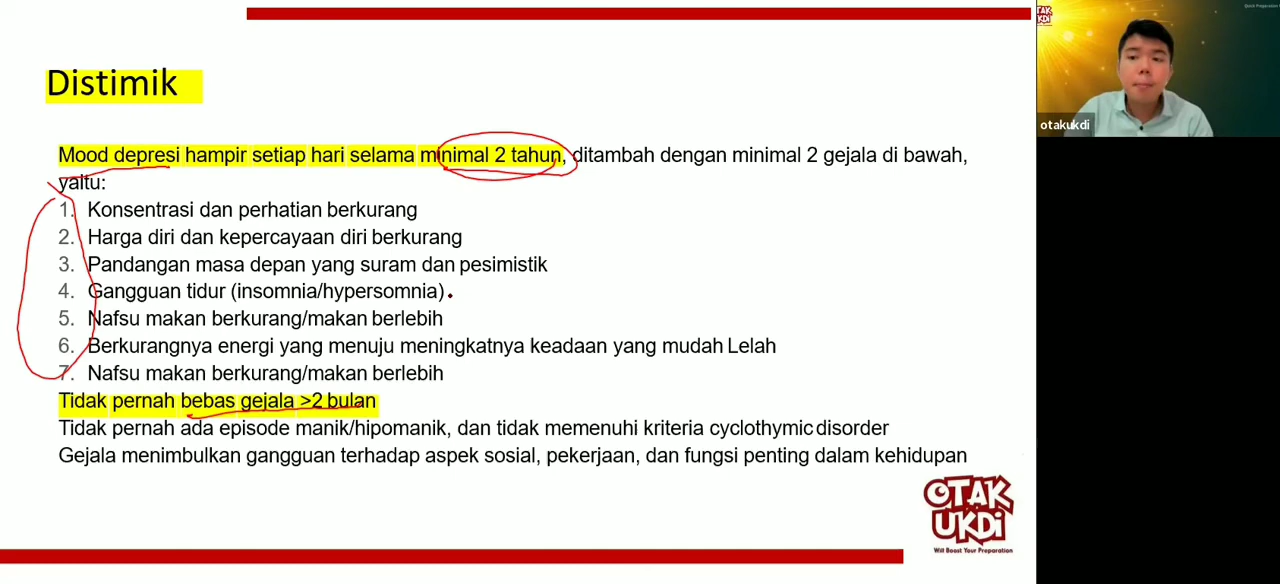 Distimik
Mood depresi hampir setiap hari selama minimal 2 tahun, ditambah dengan minimal 2 gejala di bawah,
yaitu:
1. Konsentrasi dan perhatian berkurang
2. Harga diri dan kepercayaan diri berkurang
3. Pandangan masa depan yang suram dan pesimistik
4. Gangguan tidur (insomnia/hypersomnia)
5. Nafsu makan berkurang/makan berlebih
6. Berkurangnya energi yang menuju meningkatnya keadaan yang mudah Lelah
7. Nafsu makan berkurang/makan berlebih
Tidak pernah bebas gejala >2 bulan
Tidak pernah ada episode manik/hipomanik, dan tidak memenuhi kriteria cyclothymic disorder
Gejala menimbulkan gangguan terhadap aspek sosial, pekerjaan, dan fungsi penting dalam kehidupan
OTAK
UKDI
Will Boost Your Preparation
otakukdi